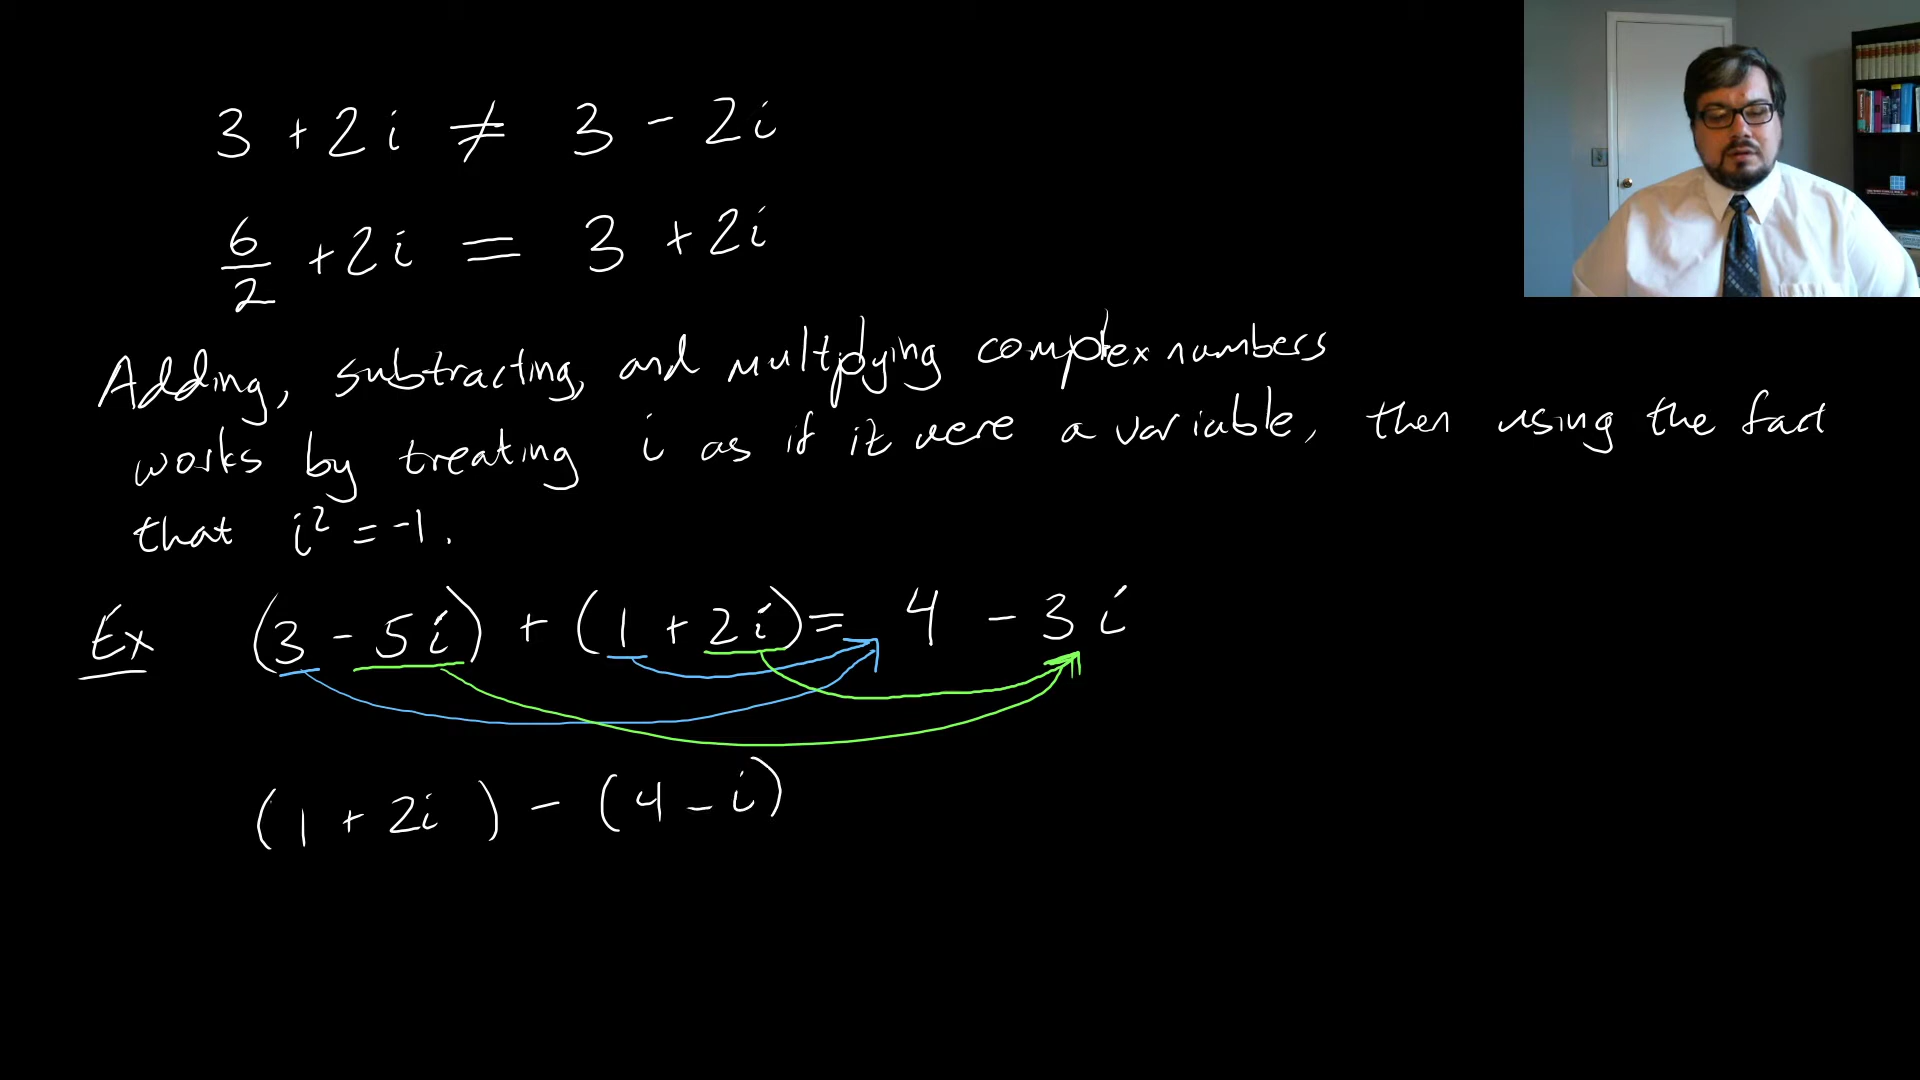 3 + 2i ≠ 3 - 2i
6/2 + 2i = 3 + 2i
Adding, subtracting, and multiplying complex numbers
works by treating i as if it were a variable, then using the fact
that i² = -1.
Ex (3 - 5i) + (1 + 2i) = 4 - 3i
(1 + 2i) - (4 - i)